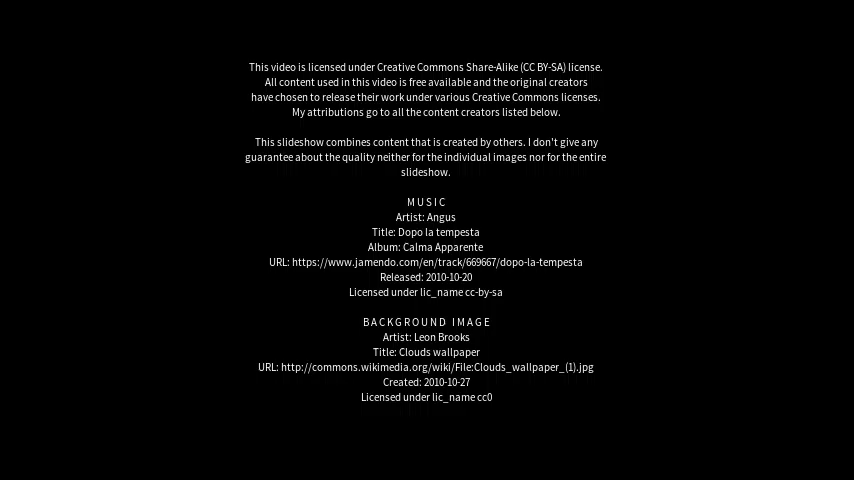 This video is licensed under Creative Commons Share-Alike (CC BY-SA) license.
All content used in this video is free available and the original creators
have chosen to release their work under various Creative Commons licenses.
My attributions go to all the content creators listed below.
This slideshow combines content that is created by others. I don't give any
guarantee about the quality neither for the individual images nor for the entire
slideshow.
MUSIC
Artist: Angus
Title: Dopo la tempesta
Album: Calma Apparente
URL: https://www.jamendo.com/en/track/669667/dopo-la-tempesta
Released: 2010-10-20
Licensed under lic_name cc-by-sa
BACKGROUND IMAGE
Artist: Leon Brooks
Title: Clouds wallpaper
URL: http://commons.wikimedia.org/wiki/File:Clouds_wallpaper_(1).jpg
Created: 2010-10-27
Licensed under lic_name cc0